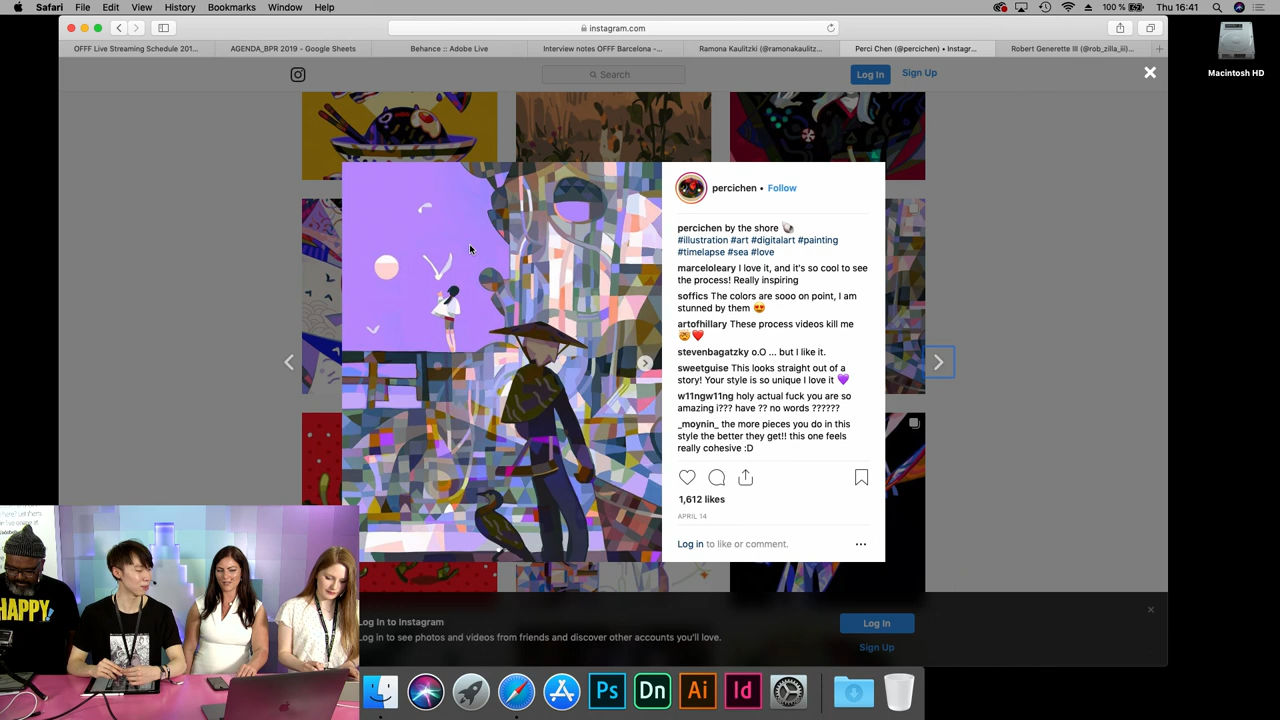 Safari File Edit View History Bookmarks Window Help
100 % Thu 16:41
instagram.com
OFFF Live Streaming Schedule 201...
AGENDA_BPR 2019 - Google Sheets
Behance :: Adobe Live
Interview notes OFFF Barcelona -...
Ramona Kaulitzki (@ramonakaulitz...
Perci Chen (@percichen) • Instagr...
Robert Generette III (@rob_zilla_iii)...
Macintosh HD
Search
Log In
Sign Up
percichen • Follow
percichen by the shore 🐚
#illustration #art #digitalart #painting
#timelapse #sea #love
marceloleary I love it, and it's so cool to see
the process! Really inspiring
soffics The colors are sooo on point, I am
stunned by them 😍
artofhillary These process videos kill me
🤯❤️
stevenbagatzky o.O ... but I like it.
sweetguise This looks straight out of a
story! Your style is so unique I love it 💜
w11ngw11ng holy actual fuck you are so
amazing i??? have ?? no words ??????
_moynin_ the more pieces you do in this
style the better they get!! this one feels
really cohesive :D
1,612 likes
APRIL 14
Log in to like or comment.
Log In to Instagram
Log in to see photos and videos from friends and discover other accounts you'll love.
Log In
Sign Up
HAPPY!
Ps
Dn
Ai
Id